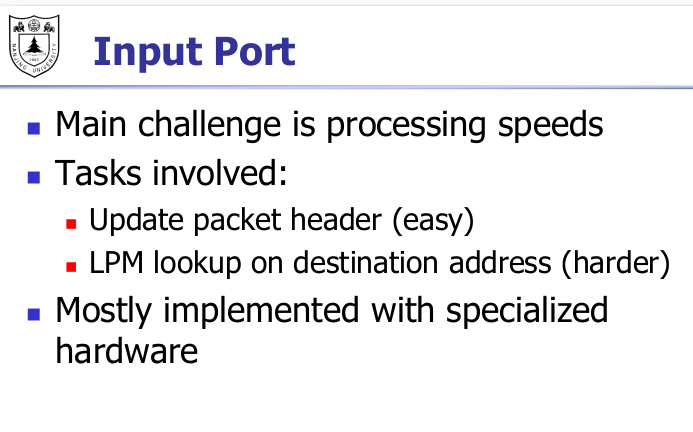 Input Port
Main challenge is processing speeds
Tasks involved:
Update packet header (easy)
LPM lookup on destination address (harder)
Mostly implemented with specialized
hardware
NANJING UNIVERSITY
1902